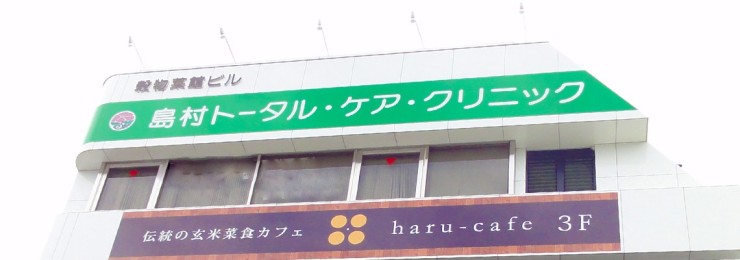 穀物菜館ビル
島村トータル・ケア・クリニック
伝統の玄米菜食カフェ haru-cafe 3F